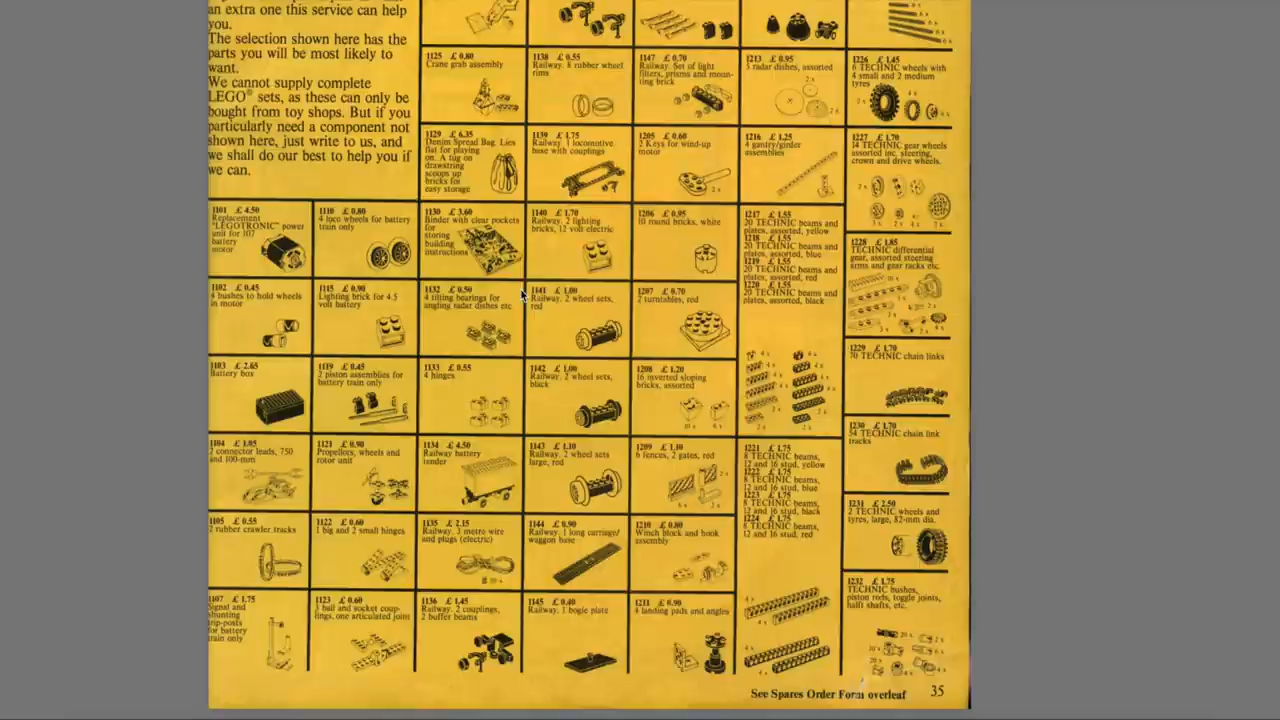 an extra one this service can help
you.
The selection shown here has the
parts you will be most likely to
want.
We cannot supply complete
LEGO® sets, as these can only be
bought from toy shops. But if you
particularly need a component not
shown here, just write to us, and
we shall do our best to help you if
we can.
1101 £ 4.50
Replacement
"LEGOTRONIC" power
unit for 107
battery
motor
1102 £ 0.45
4 bushes to hold wheels
in motor
1103 £ 2.65
Battery box
1104 £ 1.05
2 connector leads, 750
and 100-mm
1105 £ 0.55
2 rubber crawler tracks
1107 £ 1.75
Signal and
shunting
trip-posts
for battery
train only
1110 £ 0.80
4 loco wheels for battery
train only
1115 £ 0.90
Lighting brick for 4.5
volt battery
1119 £ 0.45
2 piston assemblies for
battery train only
1121 £ 0.90
Propellors, wheels and
rotor unit
1122 £ 0.60
1 big and 2 small hinges
1123 £ 0.60
3 ball and socket coup-
lings, one articulated joint
1125 £ 0.80
Crane grab assembly
1129 £ 6.35
Denim Spread Bag. Lies
flat for playing
on. A tug on
drawstring
scoops up
bricks for
easy storage
1130 £ 3.60
Binder with clear pockets
for
storing
building
instructions
1132 £ 0.50
4 tilting bearings for
angling radar dishes etc.
1133 £ 0.55
4 hinges
1134 £ 4.50
Railway battery
tender
1135 £ 2.15
Railway. 3 metre wire
and plugs (electric)
1136 £ 1.45
Railway. 2 couplings,
2 buffer beams
1138 £ 0.55
Railway. 8 rubber wheel
rims
1139 £ 1.75
Railway. 1 locomotive
base with couplings
1140 £ 1.70
Railway. 2 lighting
bricks, 12 volt electric
1141 £ 1.00
Railway. 2 wheel sets,
red
1142 £ 1.00
Railway. 2 wheel sets,
black
1143 £ 1.10
Railway. 2 wheel sets
large, red
1144 £ 0.90
Railway. 1 long carriage/
waggon base
1145 £ 0.40
Railway. 1 bogie plate
1147 £ 0.70
Railway. Set of light
filters, prisms and moun-
ting brick
1205 £ 0.60
2 Keys for wind-up
motor
2 x
1206 £ 0.95
10 round bricks, white
1207 £ 0.70
2 turntables, red
1208 £ 1.20
16 inverted sloping
bricks, assorted
10 x 6 x
1209 £ 1.10
6 fences, 2 gates, red
2 x
6 x 2 x
1210 £ 0.80
Winch block and hook
assembly
1211 £ 0.90
4 landing pads and angles
1213 £ 0.95
5 radar dishes, assorted
2 x
2 x
1216 £ 1.25
4 gantry/girder
assemblies
1217 £ 1.55
20 TECHNIC beams and
plates, assorted, yellow
1218 £ 1.55
20 TECHNIC beams and
plates, assorted, blue
1219 £ 1.55
20 TECHNIC beams and
plates, assorted, red
1220 £ 1.55
20 TECHNIC beams and
plates, assorted, black
1221 £ 1.75
8 TECHNIC beams,
12 and 16 stud, yellow
1222 £ 1.75
8 TECHNIC beams,
12 and 16 stud, blue
1223 £ 1.75
8 TECHNIC beams,
12 and 16 stud, black
1224 £ 1.75
8 TECHNIC beams,
12 and 16 stud, red
4 x
4 x
1226 £ 1.45
6 TECHNIC wheels with
4 small and 2 medium
tyres
1227 £ 1.70
14 TECHNIC gear wheels
assorted inc. steering,
crown and drive wheels.
1228 £ 1.85
TECHNIC differential
gear, assorted steering
arms and gear racks etc.
1229 £ 1.70
70 TECHNIC chain links
1230 £ 1.70
54 TECHNIC chain link
tracks
1231 £ 2.50
2 TECHNIC wheels and
tyres, large, 82-mm dia.
1232 £ 1.75
TECHNIC bushes,
piston rods, toggle joints,
half shafts, etc.
See Spares Order Form overleaf 35